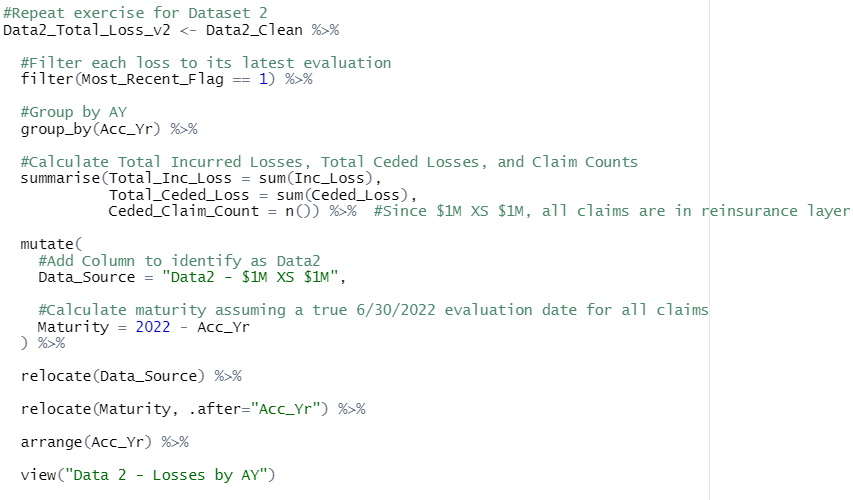 #Repeat exercise for Dataset 2
Data2_Total_Loss_v2 <- Data2_Clean %>%
#Filter each loss to its latest evaluation
filter(Most_Recent_Flag == 1) %>%
#Group by AY
group_by(Acc_Yr) %>%
#Calculate Total Incurred Losses, Total Ceded Losses, and Claim Counts
summarise(Total_Inc_Loss = sum(Inc_Loss),
Total_Ceded_Loss = sum(Ceded_Loss),
Ceded_Claim_Count = n()) %>%  #Since $1M XS $1M, all claims are in reinsurance layer
mutate(
#Add Column to identify as Data2
Data_Source = "Data2 - $1M XS $1M",
#Calculate maturity assuming a true 6/30/2022 evaluation date for all claims
Maturity = 2022 - Acc_Yr
) %>%
relocate(Data_Source) %>%
relocate(Maturity, .after="Acc_Yr") %>%
arrange(Acc_Yr) %>%
view("Data 2 - Losses by AY")